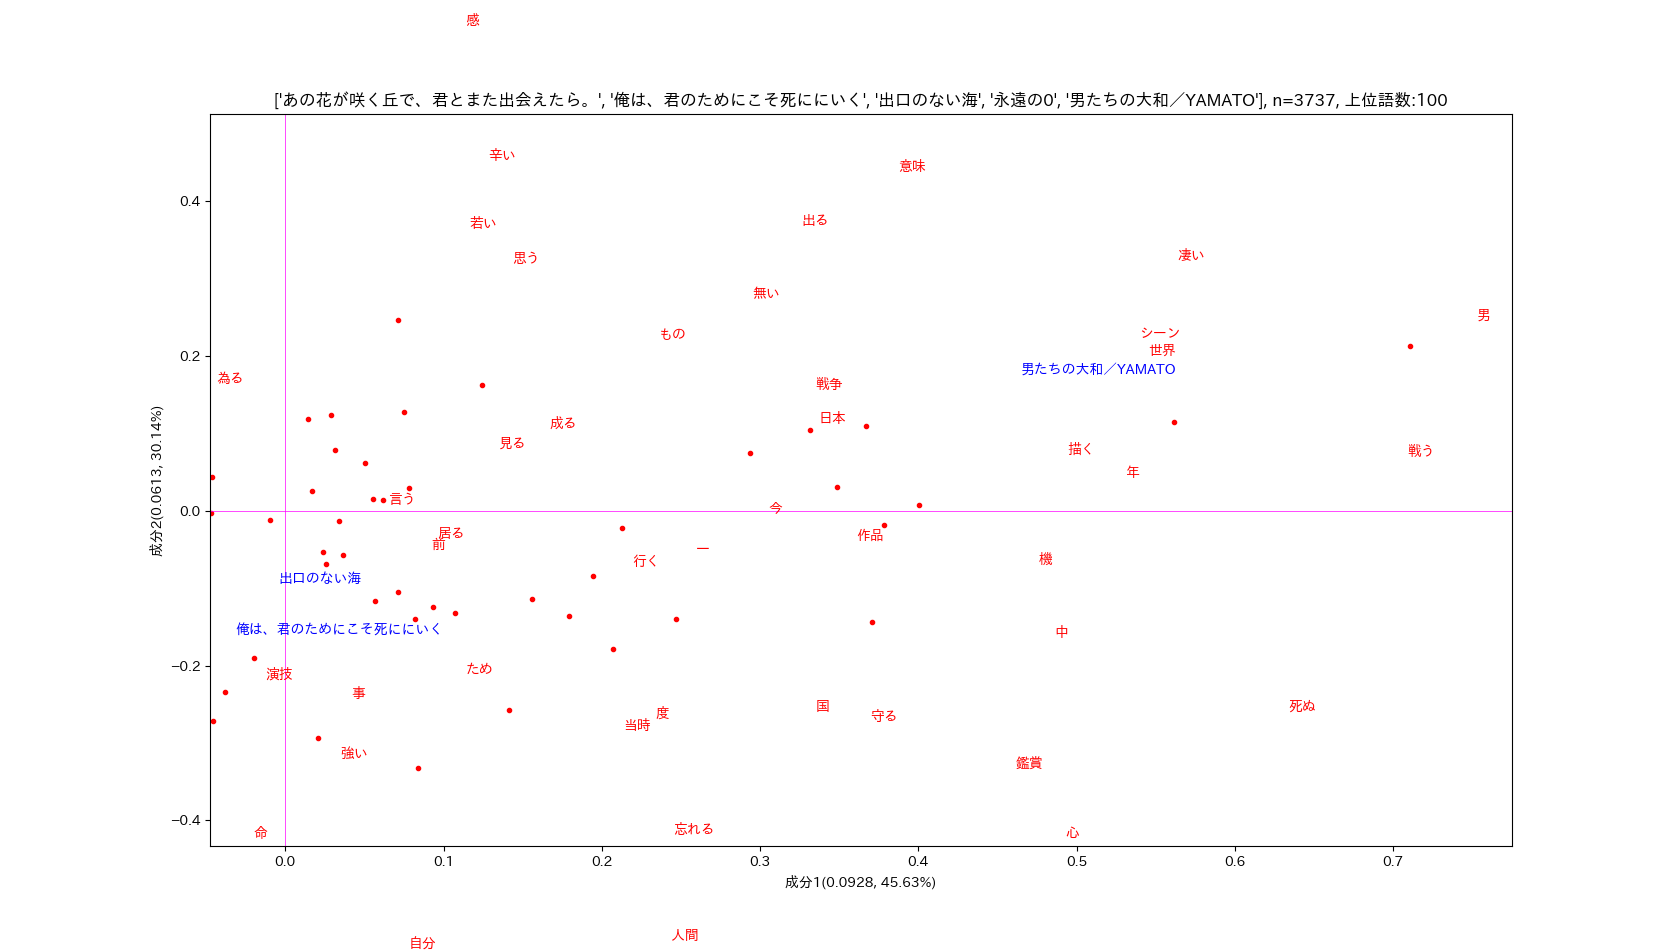 感
['あの花が咲く丘で、君とまた出会えたら。', '俺は、君のためにこそ死ににいく', '出口のない海', '永遠の0', '男たちの大和／YAMATO'], n=3737, 上位語数:100
辛い
意味
0.4
若い
出る
思う
凄い
無い
男
もの
シーン
世界
0.2
男たちの大和／YAMATO
為る
戦争
日本
成る
見る
描く
戦う
年
言う
今
0.0
居る
前
作品
一
行く
機
出口のない海
俺は、君のためにこそ死ににいく
中
−0.2
演技
ため
事
国
死ぬ
度
守る
当時
強い
鑑賞
−0.4
命
忘れる
心
0.0
0.1
0.2
0.3
0.4
0.5
0.6
0.7
成分1(0.0928, 45.63%)
成分2(0.0613, 30.14%)
人間
自分